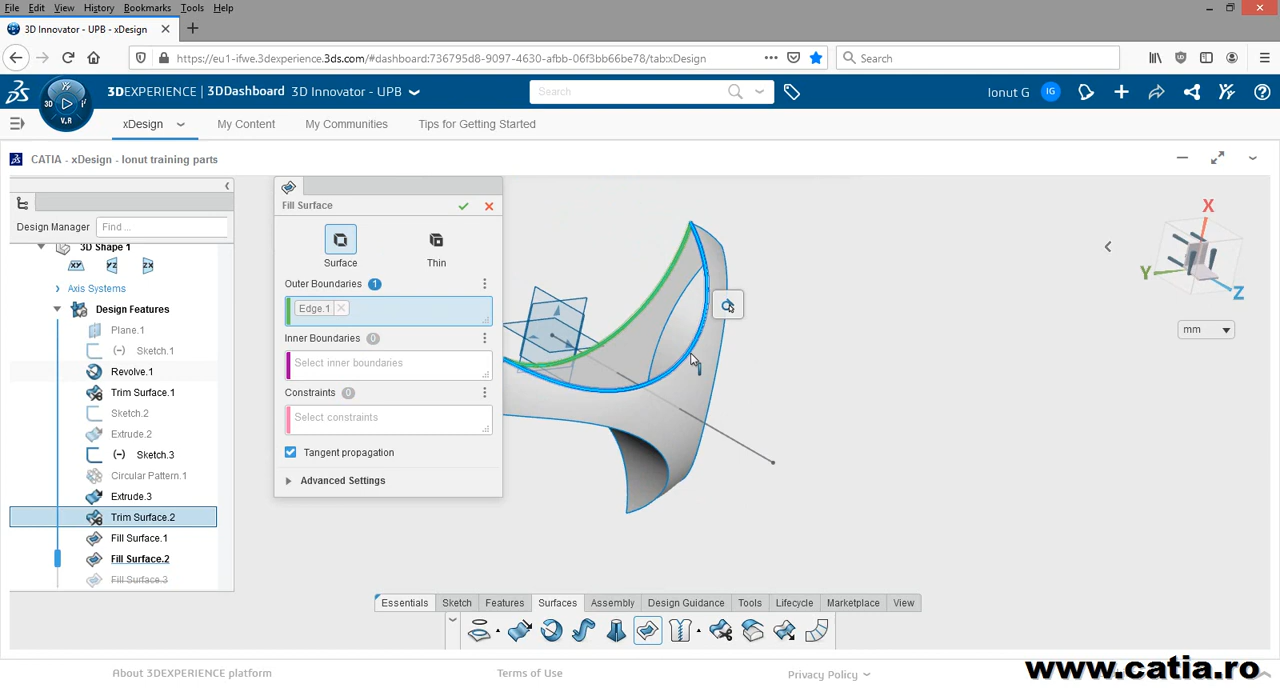 File Edit View History Bookmarks Tools Help
3D Innovator - UPB - xDesign
https://eu1-ifwe.3dexperience.3ds.com/#dashboard:736795d8-9097-4630-afbb-06f3bb66be78/tab:xDesign
Search
3DEXPERIENCE | 3DDashboard 3D Innovator - UPB
Search
Ionut G IG
3D V.R
xDesign My Content My Communities Tips for Getting Started
CATIA - xDesign - Ionut training parts
Design Manager Find ...
3D Shape 1
XY YZ ZX
Axis Systems
Design Features
Plane.1
(−) Sketch.1
Revolve.1
Trim Surface.1
Sketch.2
Extrude.2
(−) Sketch.3
Circular Pattern.1
Extrude.3
Trim Surface.2
Fill Surface.1
Fill Surface.2
Fill Surface.3
Fill Surface
Surface Thin
Outer Boundaries 1
Edge.1
Inner Boundaries 0
Select inner boundaries
Constraints 0
Select constraints
Tangent propagation
Advanced Settings
X
Y
Z
mm
Essentials Sketch Features Surfaces Assembly Design Guidance Tools Lifecycle Marketplace View
About 3DEXPERIENCE platform Terms of Use Privacy Policy
www.catia.ro